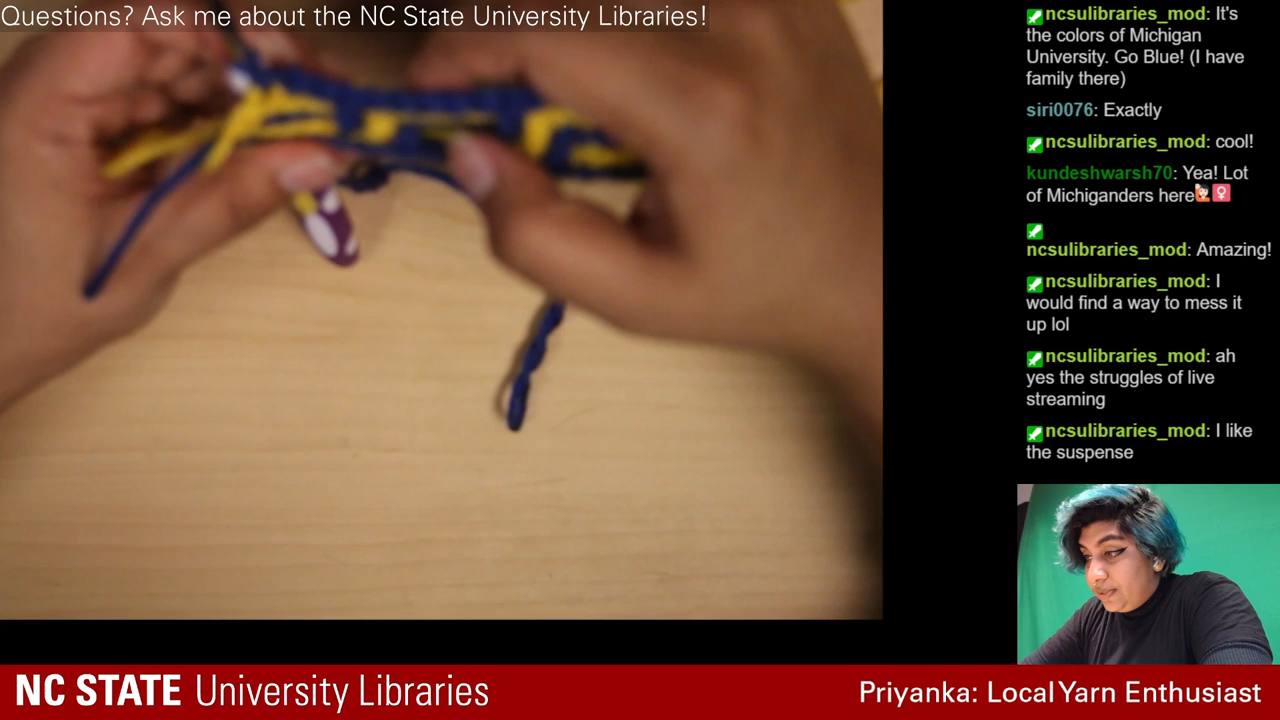 Questions? Ask me about the NC State University Libraries!
ncsulibraries_mod: It's
the colors of Michigan
University. Go Blue! (I have
family there)
siri0076: Exactly
ncsulibraries_mod: cool!
kundeshwarsh70: Yea! Lot
of Michiganders here🙋🏻♀️
ncsulibraries_mod: Amazing!
ncsulibraries_mod: I
would find a way to mess it
up lol
ncsulibraries_mod: ah
yes the struggles of live
streaming
ncsulibraries_mod: I like
the suspense
NC STATE University Libraries
Priyanka: Local Yarn Enthusiast